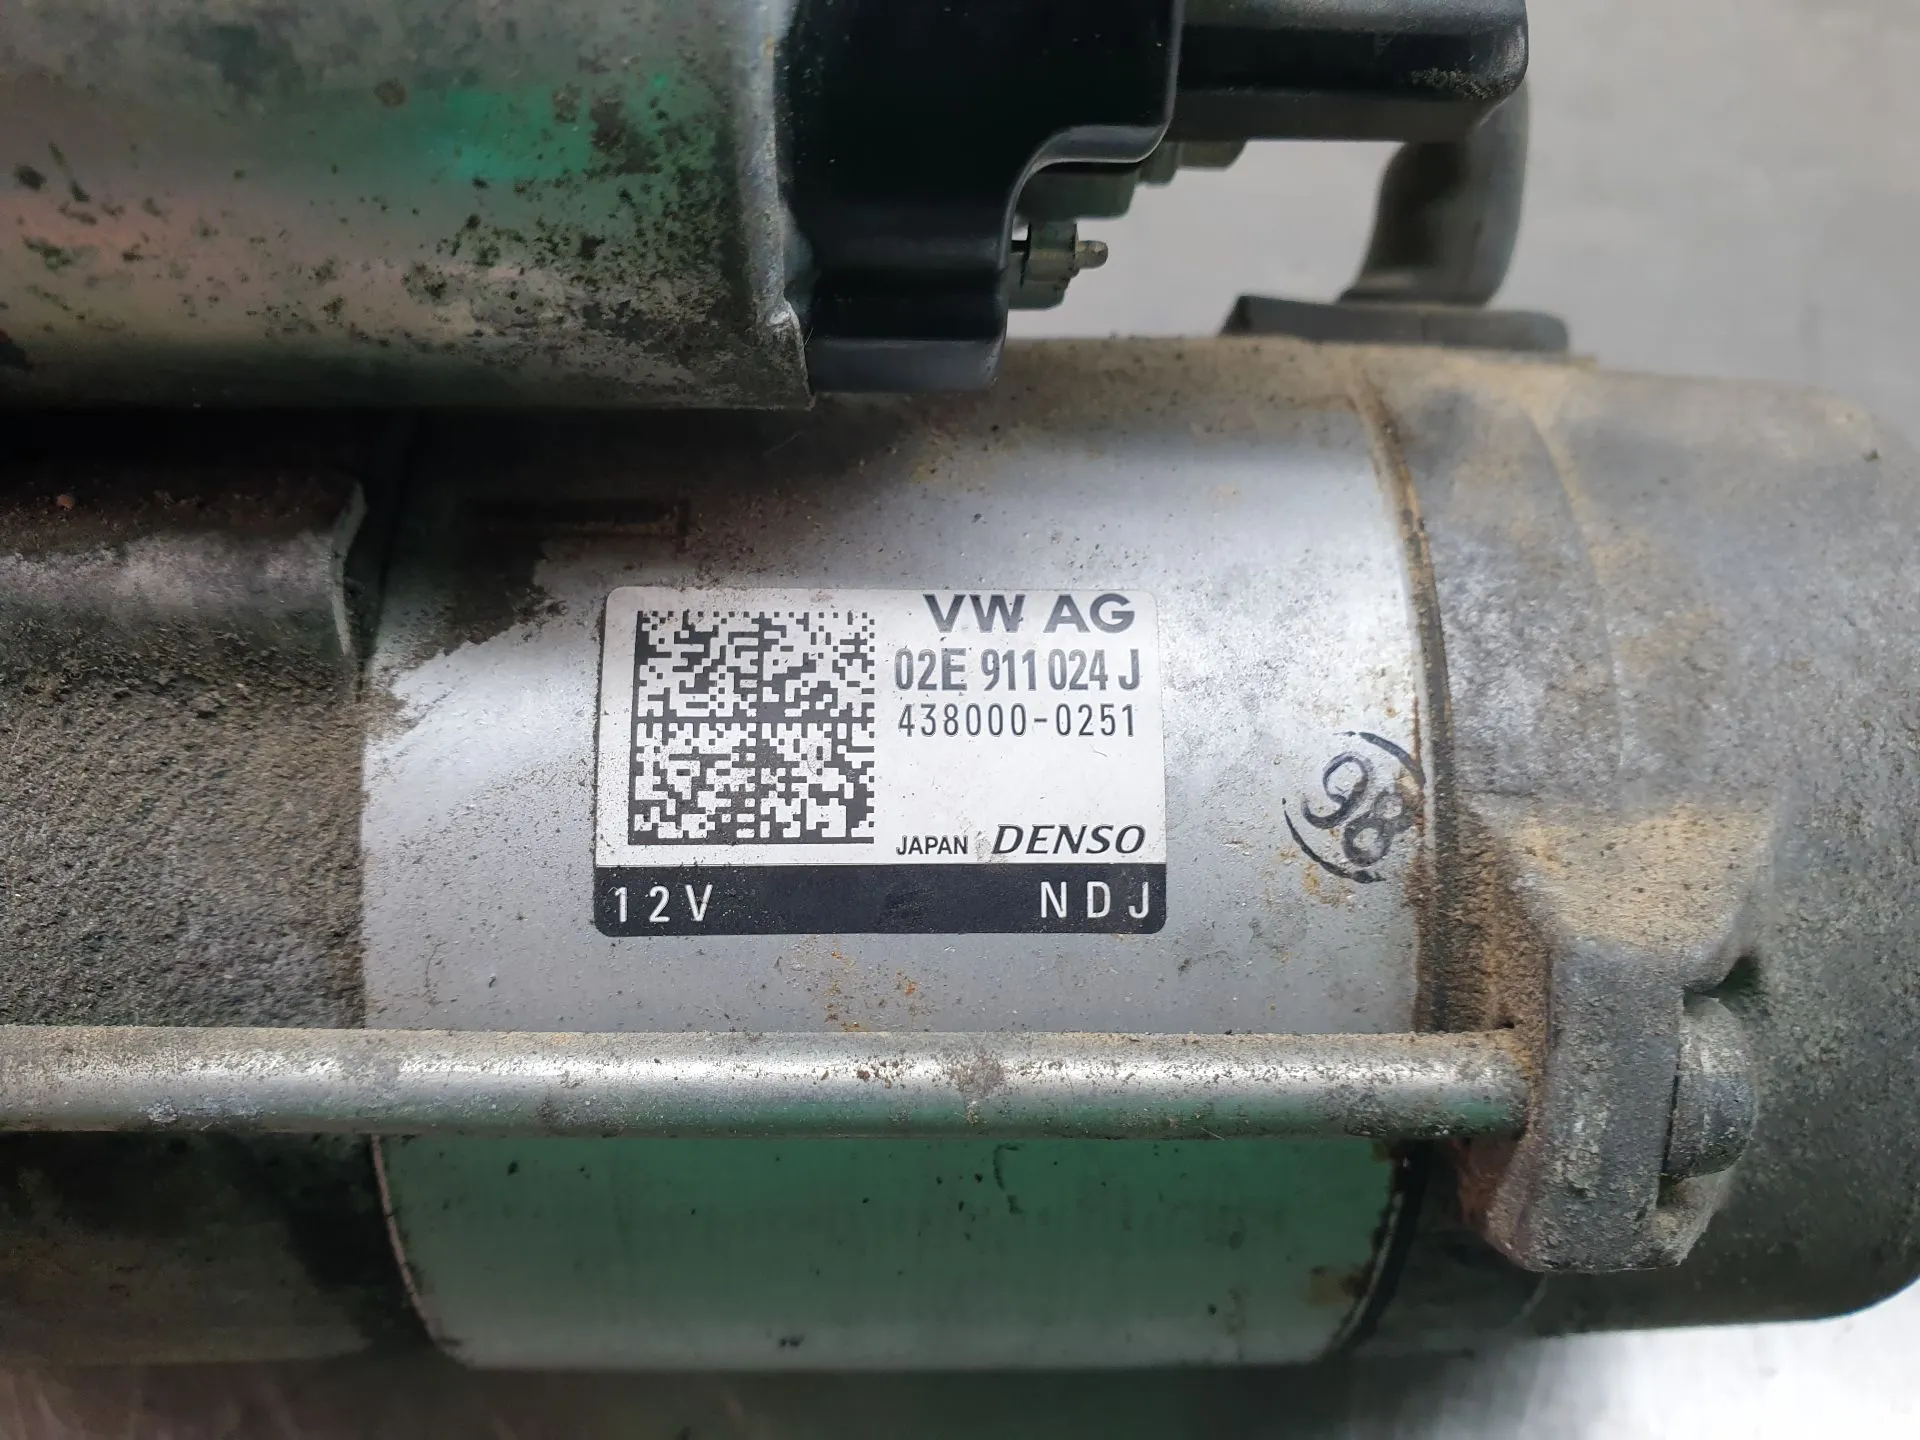 VW AG
02E 911 024 J
438000-0251
JAPAN DENSO
12V NDJ
(98)